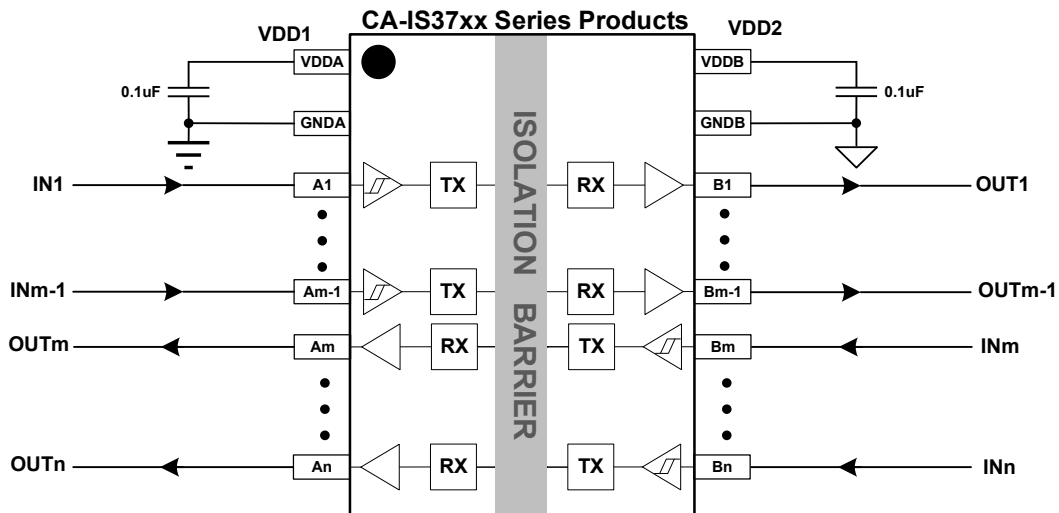 CA-IS37xx Series Products
VDD1
VDD2
VDDA
VDDB
0.1uF
0.1uF
GNDA
GNDB
ISOLATION BARRIER
IN1
A1
TX
RX
B1
OUT1
INm-1
Am-1
TX
RX
Bm-1
OUTm-1
OUTm
Am
RX
TX
Bm
INm
OUTn
An
RX
TX
Bn
INn